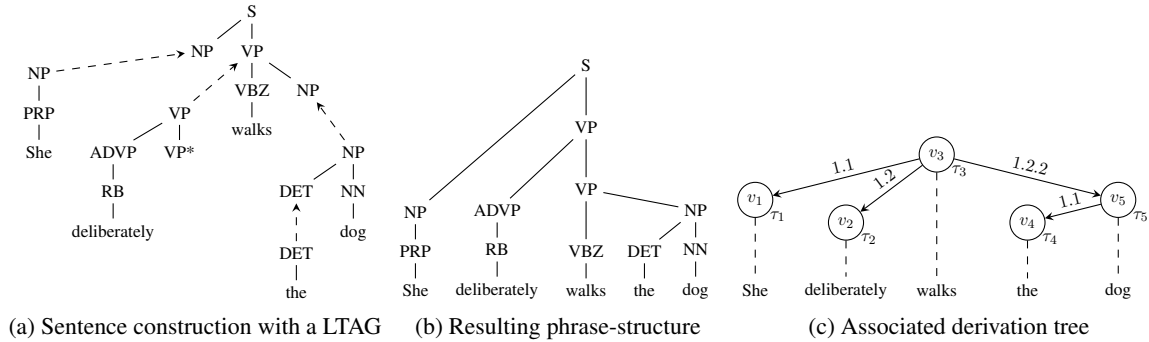 S
NP VP
NP
VBZ NP
PRP VP
walks
She ADVP VP* NP
RB DET NN
deliberately dog
DET
the
(a) Sentence construction with a LTAG
S
VP
VP
NP ADVP NP
PRP RB VBZ DET NN
She deliberately walks the dog
(b) Resulting phrase-structure
v3 τ3
1.1 1.2 1.2.2
v1 τ1 v5 τ5
1.1
v2 τ2 v4 τ4
She deliberately walks the dog
(c) Associated derivation tree